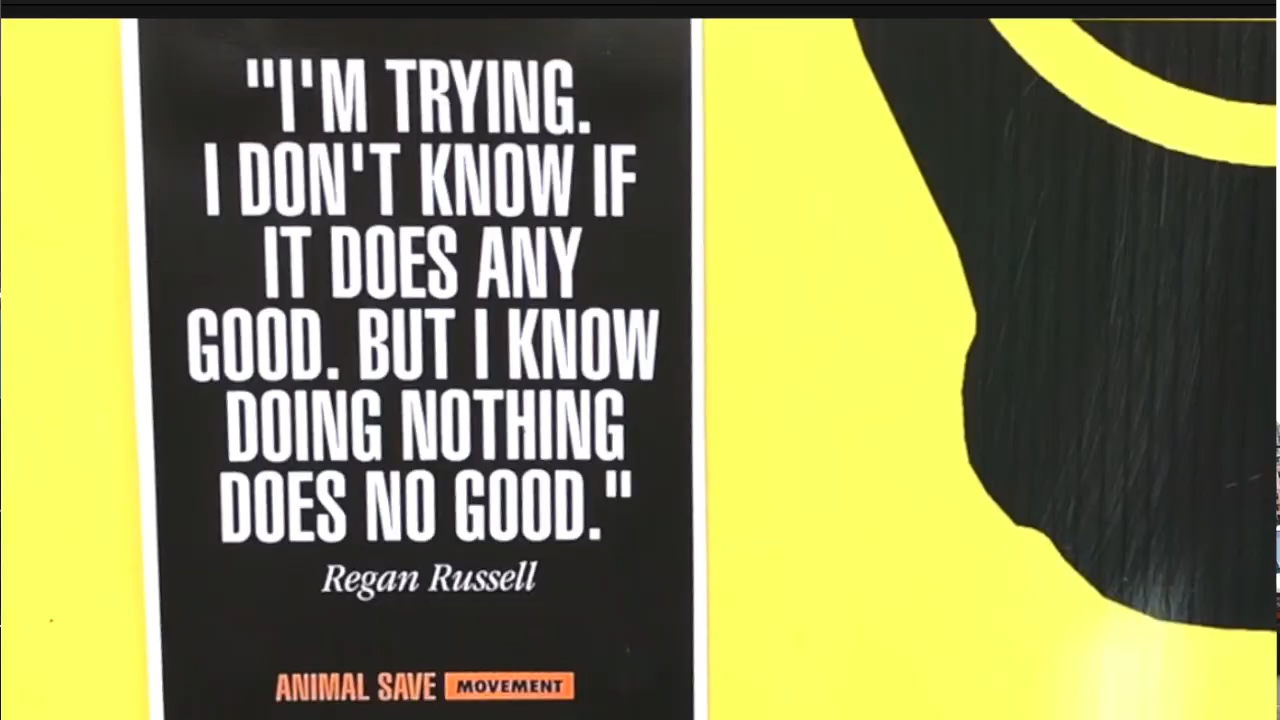 "I'M TRYING.
I DON'T KNOW IF
IT DOES ANY
GOOD. BUT I KNOW
DOING NOTHING
DOES NO GOOD."
Regan Russell
ANIMAL SAVE MOVEMENT